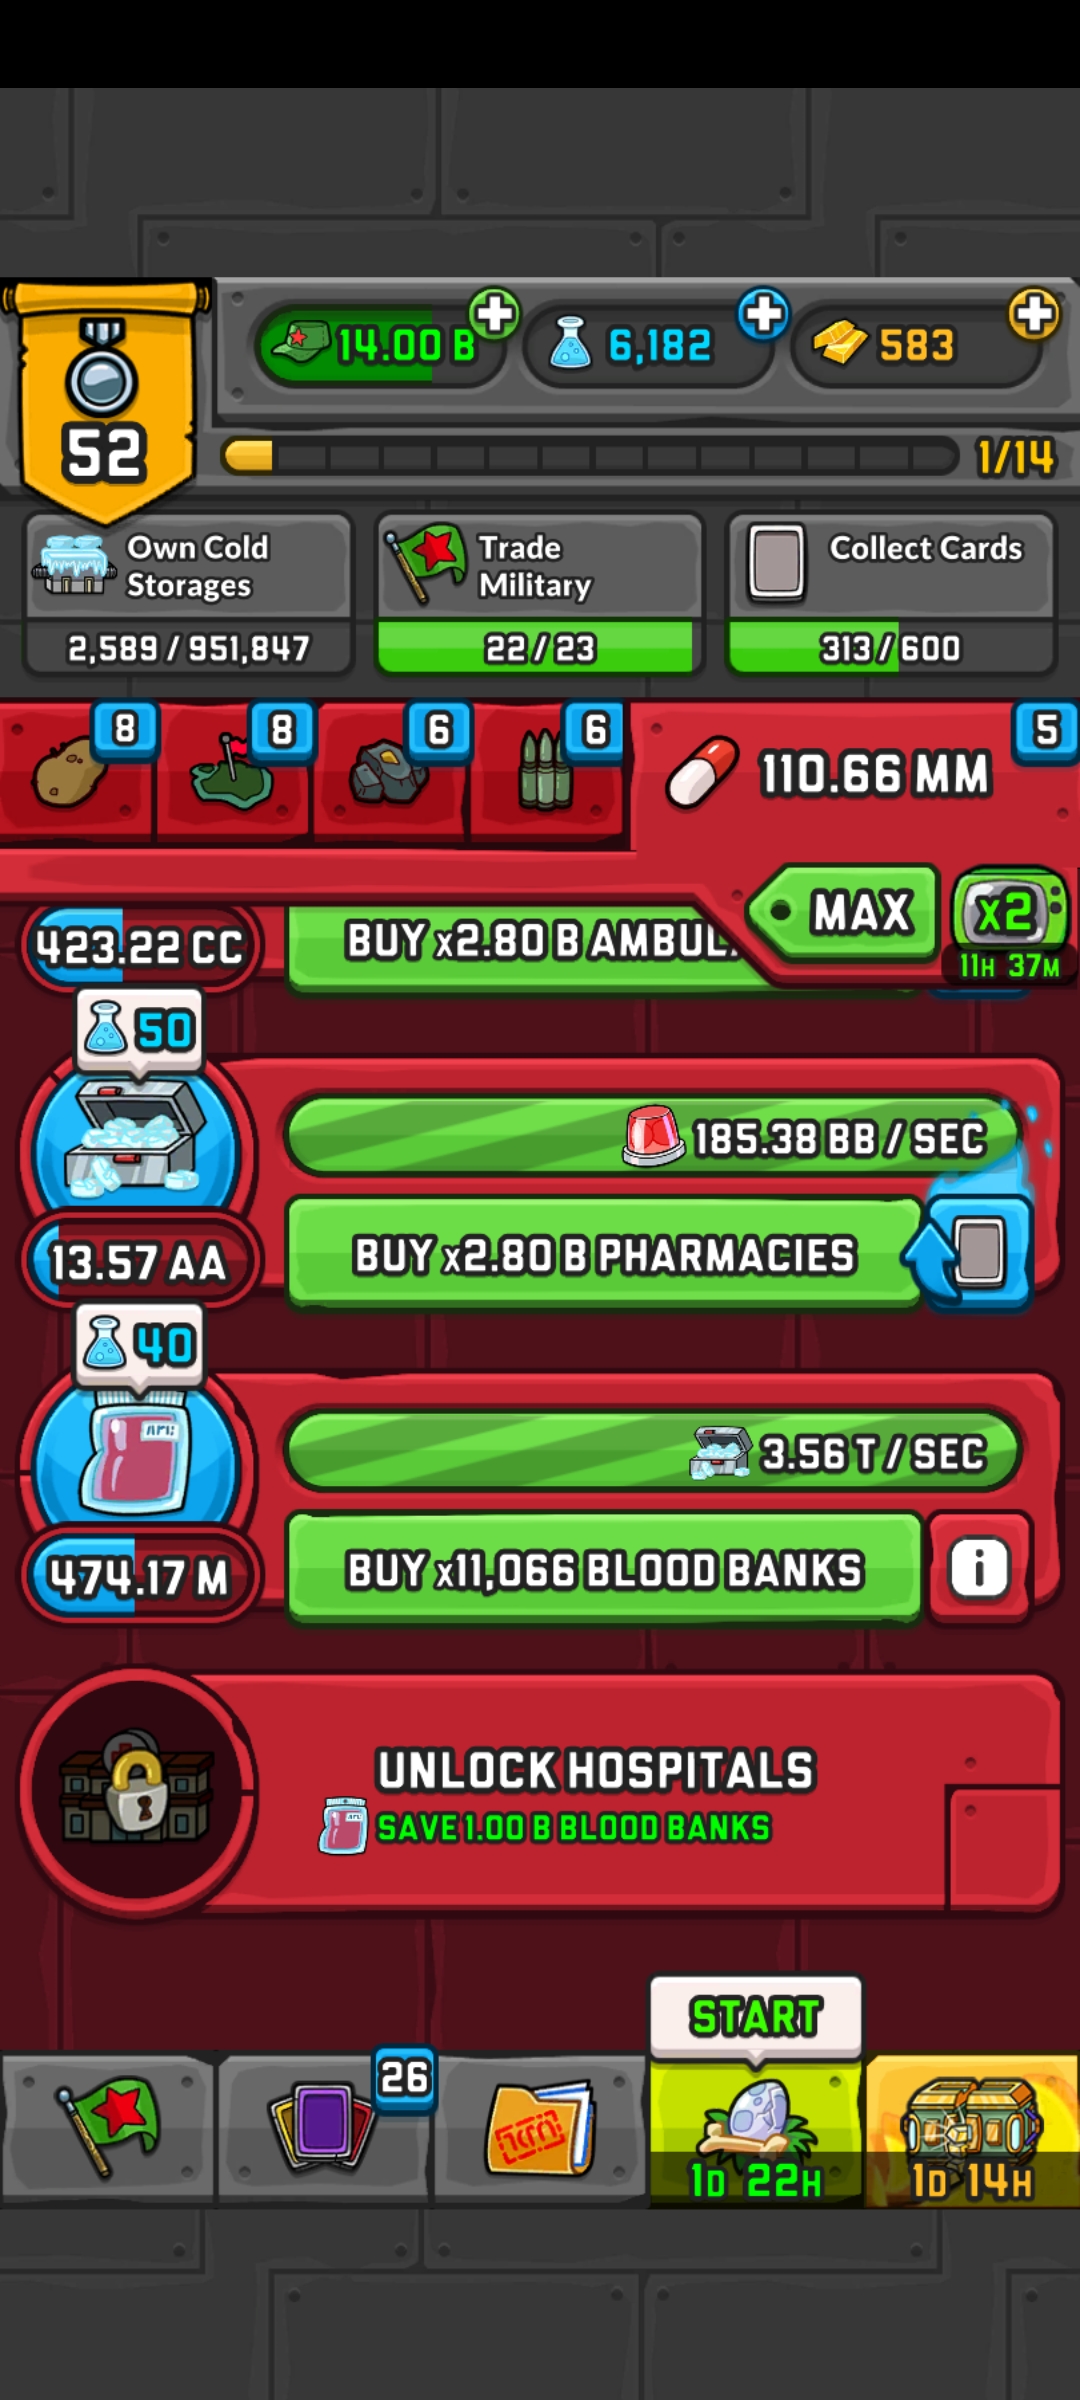 14.00 B
6,182
583
52
1/14
Own Cold
Storages
2,589 / 951,847
Trade
Military
22 / 23
Collect Cards
313 / 600
8
8
6
6
5
110.66 MM
MAX
x2
11H 37M
423.22 CC
BUY x2.80 B AMBUL
50
185.38 BB / SEC
13.57 AA
BUY x2.80 B PHARMACIES
40
3.56 T / SEC
474.17 M
BUY x11,066 BLOOD BANKS
i
UNLOCK HOSPITALS
SAVE 1.00 B BLOOD BANKS
START
26
1D 22H
1D 14H